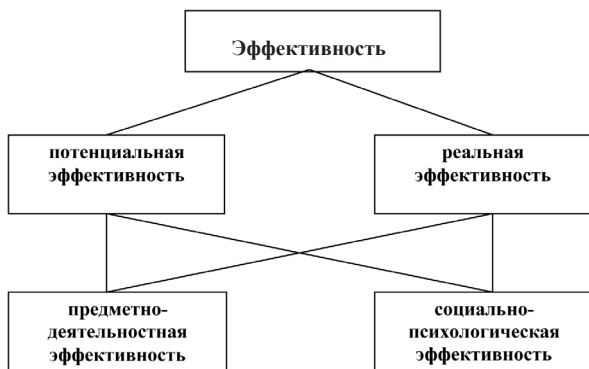 Эффективность
потенциальная
эффективность
реальная
эффективность
предметно-
деятельностная
эффективность
социально-
психологическая
эффективность